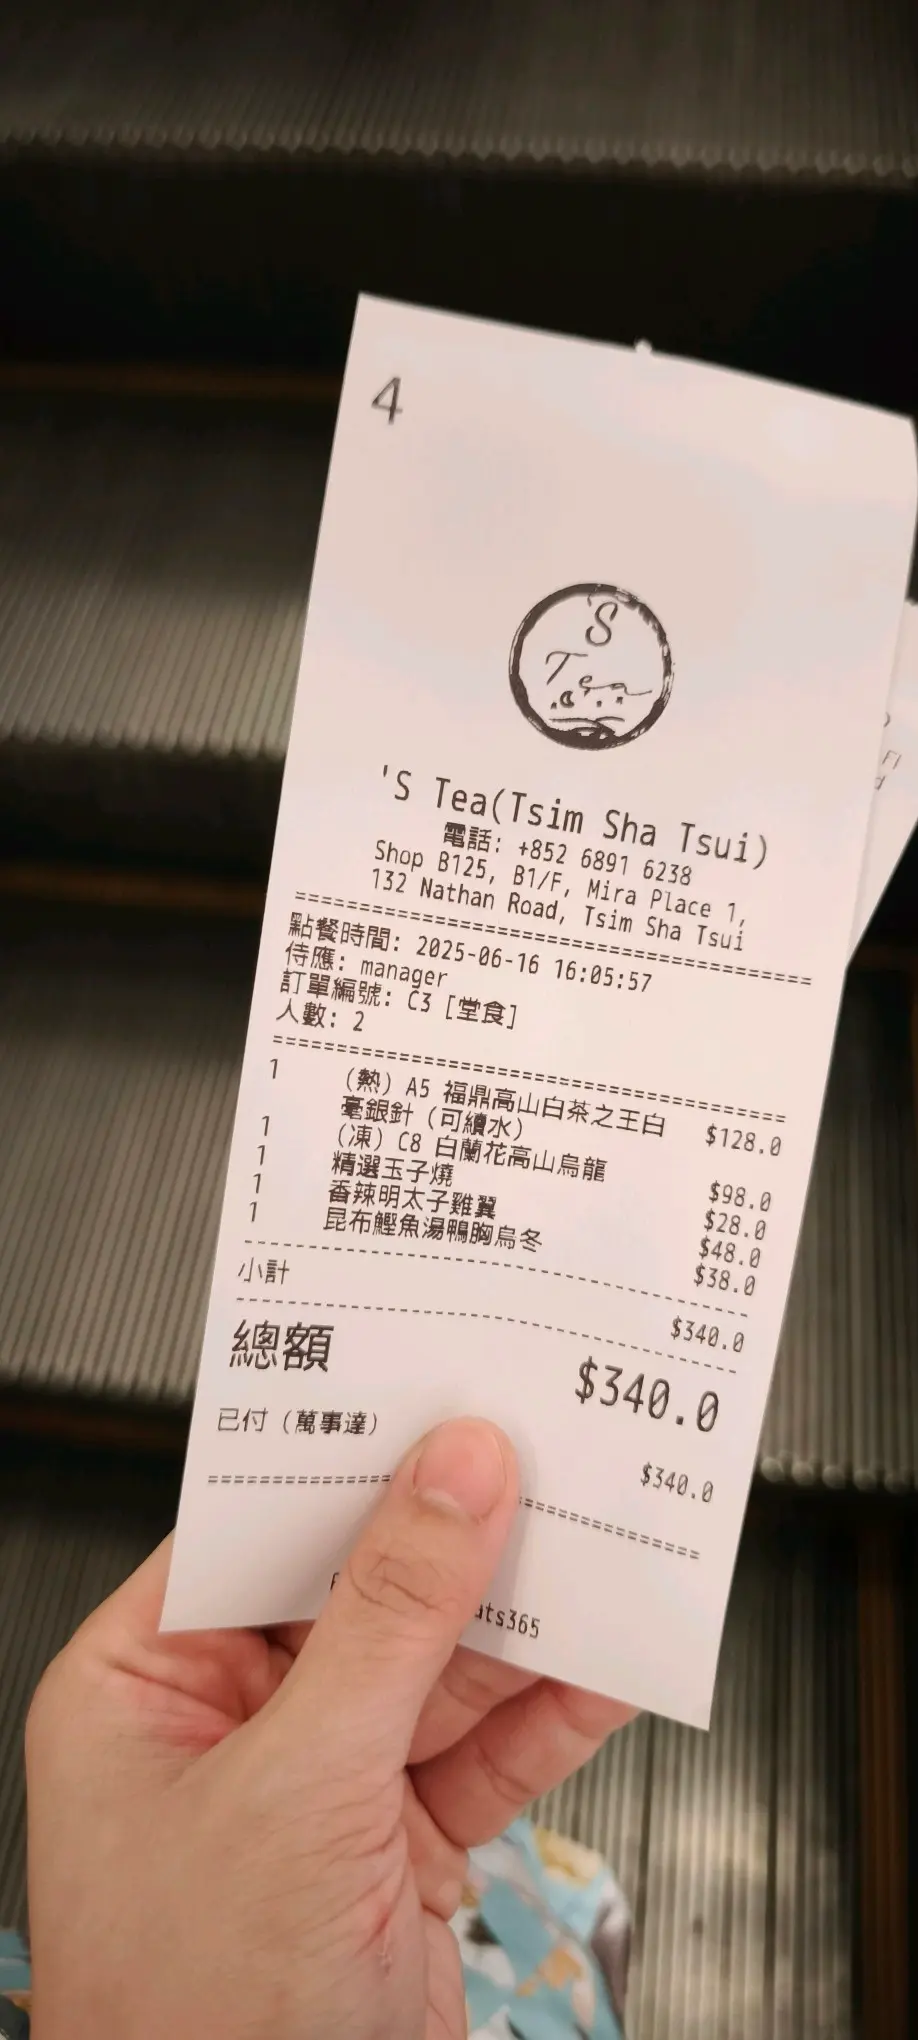 4
'S
Tea
'S Tea(Tsim Sha Tsui)
電話: +852 6891 6238
Shop B125, B1/F, Mira Place 1,
132 Nathan Road, Tsim Sha Tsui
點餐時間: 2025-06-16 16:05:57
侍應: manager
訂單編號: C3 [堂食]
人數: 2
1 (熱) A5 福鼎高山白茶之王白 $128.0
毫銀針 (可續水)
1 (凍) C8 白蘭花高山烏龍 $98.0
1 精選玉子燒 $28.0
1 香辣明太子雞翼 $48.0
1 昆布鰹魚湯鴨胸烏冬 $38.0
小計 $340.0
總額 $340.0
已付 (萬事達) $340.0
ats365